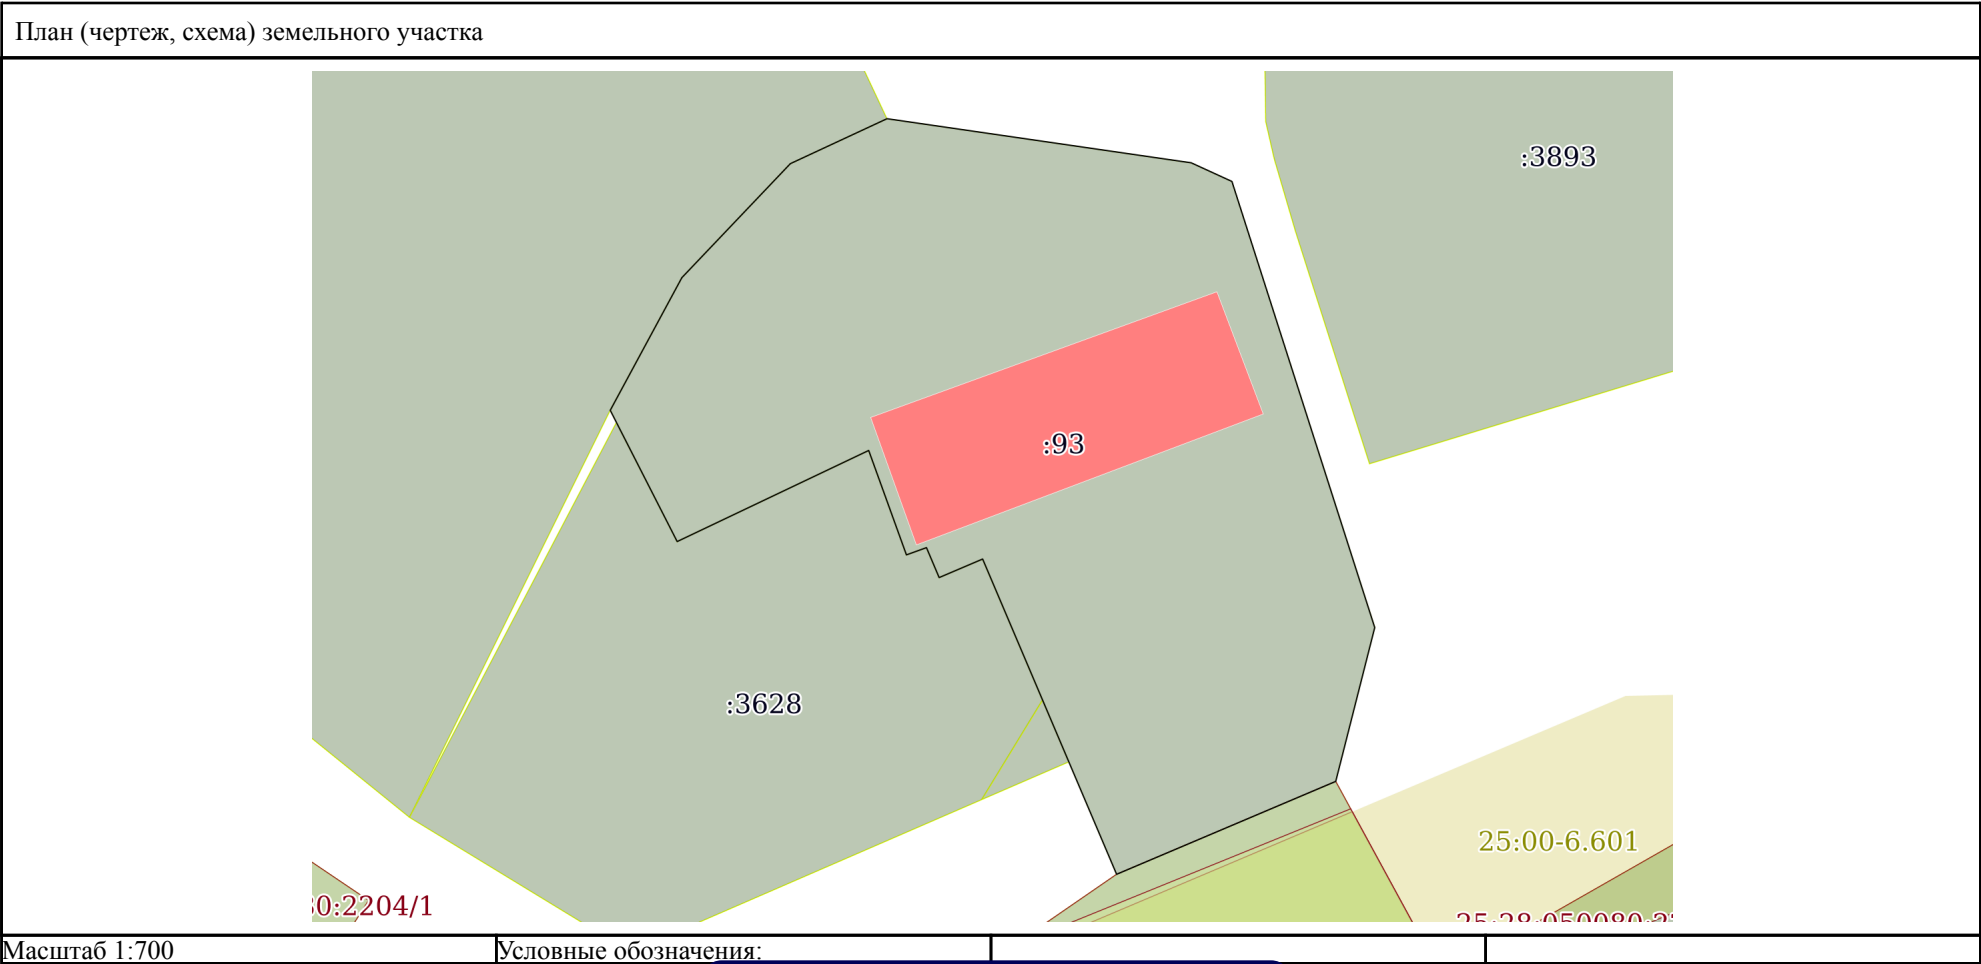 План (чертеж, схема) земельного участка
:3893
:93
:3628
25:00-6.601
0:2204/1
Масштаб 1:700
Условные обозначения: